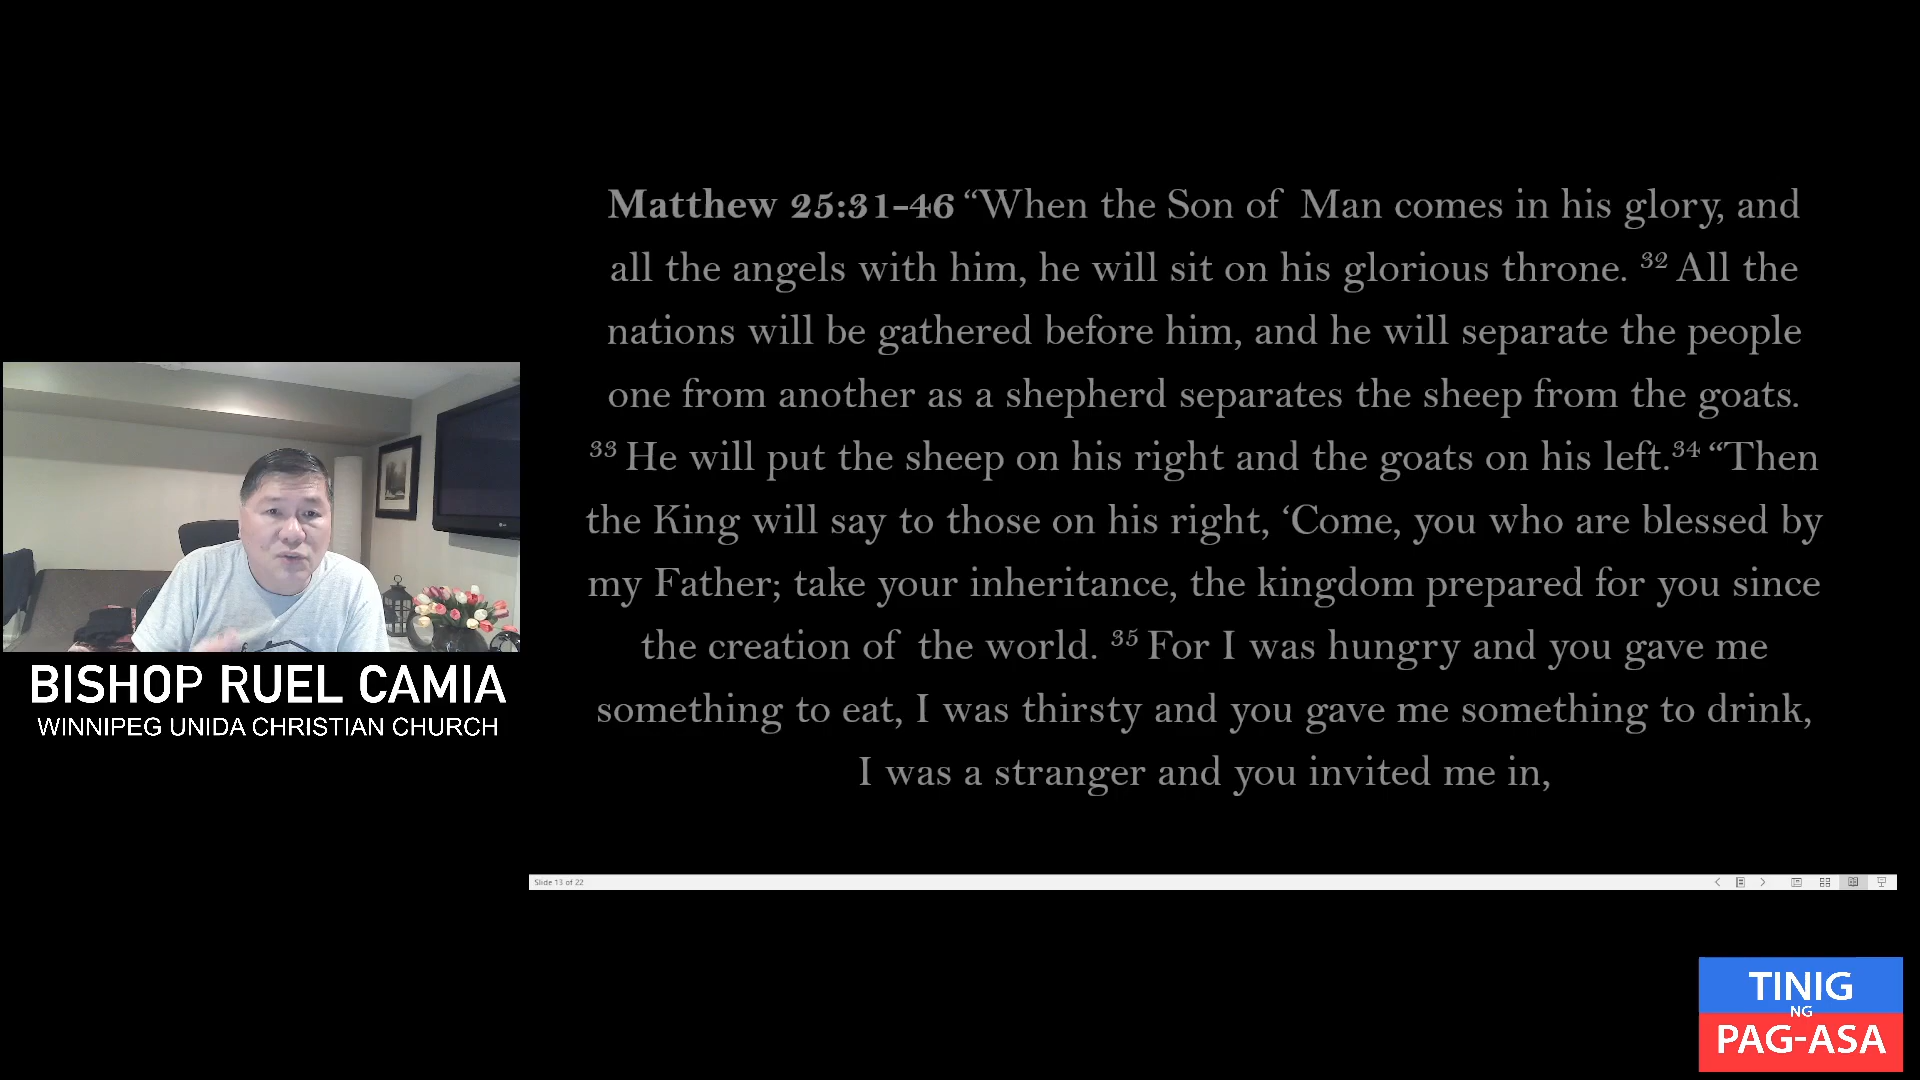 Matthew 25:31-46 “When the Son of Man comes in his glory, and
all the angels with him, he will sit on his glorious throne. 32 All the
nations will be gathered before him, and he will separate the people
one from another as a shepherd separates the sheep from the goats.
33 He will put the sheep on his right and the goats on his left.34 “Then
the King will say to those on his right, ‘Come, you who are blessed by
my Father; take your inheritance, the kingdom prepared for you since
the creation of the world. 35 For I was hungry and you gave me
something to eat, I was thirsty and you gave me something to drink,
I was a stranger and you invited me in,
BISHOP RUEL CAMIA
WINNIPEG UNIDA CHRISTIAN CHURCH
Slide 13 of 22
TINIG
NG
PAG-ASA